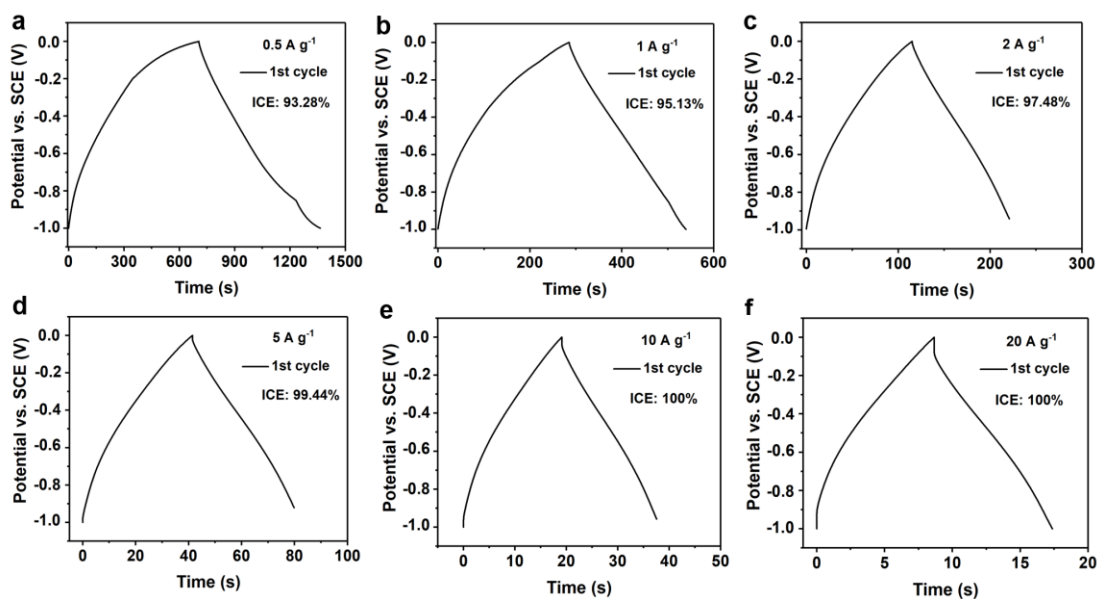 a
0.5 A g-1
1st cycle
ICE: 93.28%
Potential vs. SCE (V)
0.0
-0.2
-0.4
-0.6
-0.8
-1.0
0 300 600 900 1200 1500
Time (s)
b
1 A g-1
1st cycle
ICE: 95.13%
Potential vs. SCE (V)
0.0
-0.2
-0.4
-0.6
-0.8
-1.0
0 200 400 600
Time (s)
c
2 A g-1
1st cycle
ICE: 97.48%
Potential vs. SCE (V)
0.0
-0.2
-0.4
-0.6
-0.8
-1.0
0 100 200 300
Time (s)
d
5 A g-1
1st cycle
ICE: 99.44%
Potential vs. SCE (V)
0.0
-0.2
-0.4
-0.6
-0.8
-1.0
0 20 40 60 80 100
Time (s)
e
10 A g-1
1st cycle
ICE: 100%
Potential vs. SCE (V)
0.0
-0.2
-0.4
-0.6
-0.8
-1.0
0 10 20 30 40 50
Time (s)
f
20 A g-1
1st cycle
ICE: 100%
Potential vs. SCE (V)
0.0
-0.2
-0.4
-0.6
-0.8
-1.0
0 5 10 15 20
Time (s)